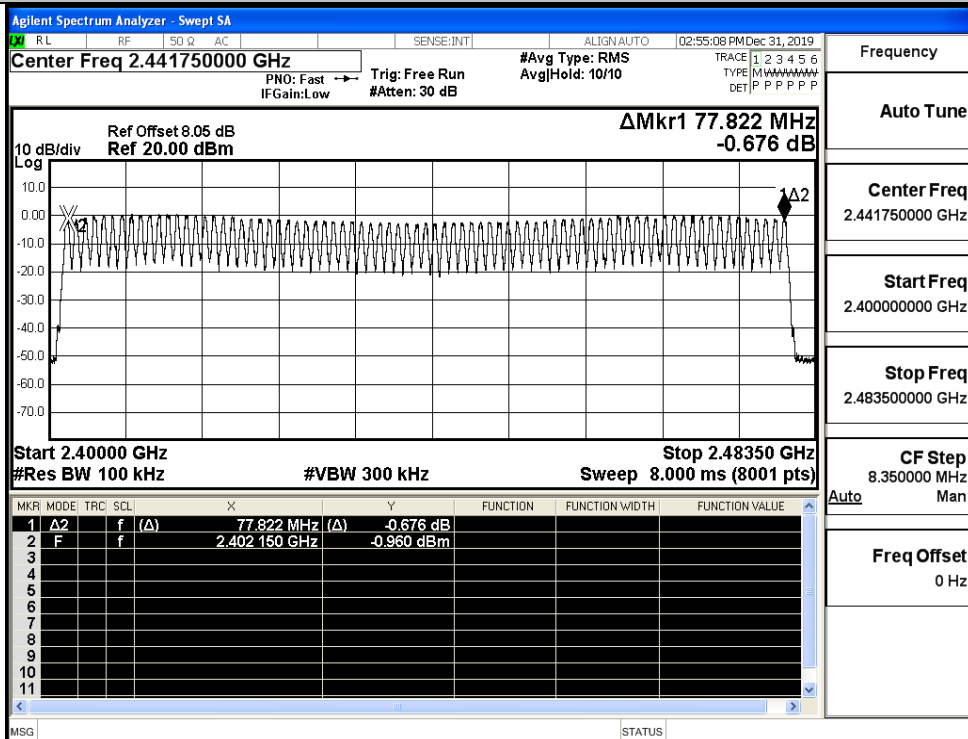 Agilent Spectrum Analyzer - Swept SA
LXI RL RF 50 Ω AC SENSE:INT ALIGN AUTO 02:55:08 PM Dec 31, 2019
Center Freq 2.441750000 GHz
PNO: Fast
IFGain:Low
Trig: Free Run
#Atten: 30 dB
#Avg Type: RMS
Avg|Hold: 10/10
TRACE 1 2 3 4 5 6
TYPE M WWWWW
DET P P P P P P
Frequency
Auto Tune
Center Freq
2.441750000 GHz
Start Freq
2.400000000 GHz
Stop Freq
2.483500000 GHz
CF Step
8.350000 MHz
Auto Man
Freq Offset
0 Hz
ΔMkr1 77.822 MHz
-0.676 dB
Ref Offset 8.05 dB
10 dB/div Ref 20.00 dBm
Log
10.0
0.00
-10.0
-20.0
-30.0
-40.0
-50.0
-60.0
-70.0
2
1Δ2
Start 2.40000 GHz Stop 2.48350 GHz
#Res BW 100 kHz #VBW 300 kHz Sweep 8.000 ms (8001 pts)
MKR MODE TRC SCL X Y FUNCTION FUNCTION WIDTH FUNCTION VALUE
1 Δ2 f (Δ) 77.822 MHz (Δ) -0.676 dB
2 F f 2.402 150 GHz -0.960 dBm
3
4
5
6
7
8
9
10
11
MSG STATUS